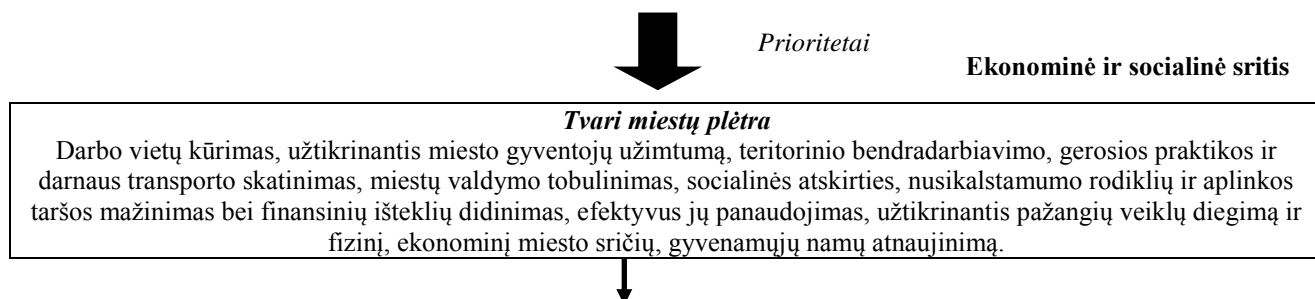 Prioritetai
Ekonominė ir socialinė sritis
Tvari miestų plėtra
Darbo vietų kūrimas, užtikrinantis miesto gyventojų užimtumą, teritorinio bendradarbiavimo, gerosios praktikos ir
darnaus transporto skatinimas, miestų valdymo tobulinimas, socialinės atskirties, nusikalstamumo rodiklių ir aplinkos
taršos mažinimas bei finansinių išteklių didinimas, efektyvus jų panaudojimas, užtikrinantis pažangių veiklų diegimą ir
fizinį, ekonominį miesto sričių, gyvenamųjų namų atnaujinimą.